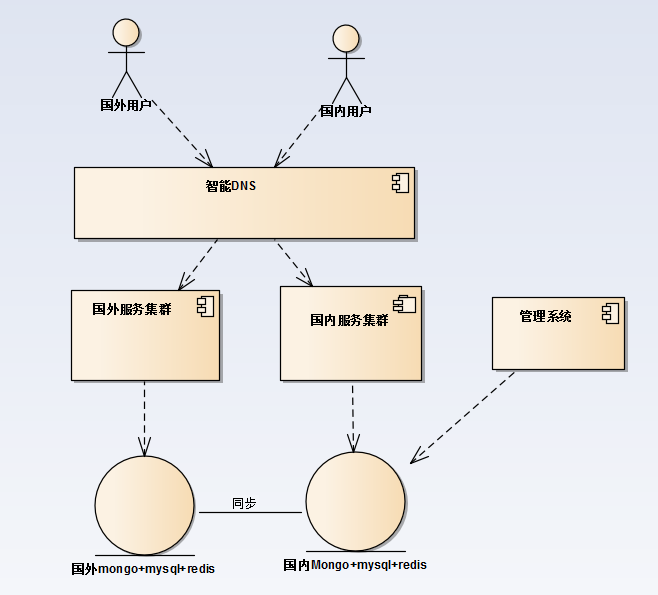 国外用户
国内用户
智能DNS
国外服务集群
国内服务集群
管理系统
同步
国外mongo+mysql+redis
国内Mongo+mysql+redis